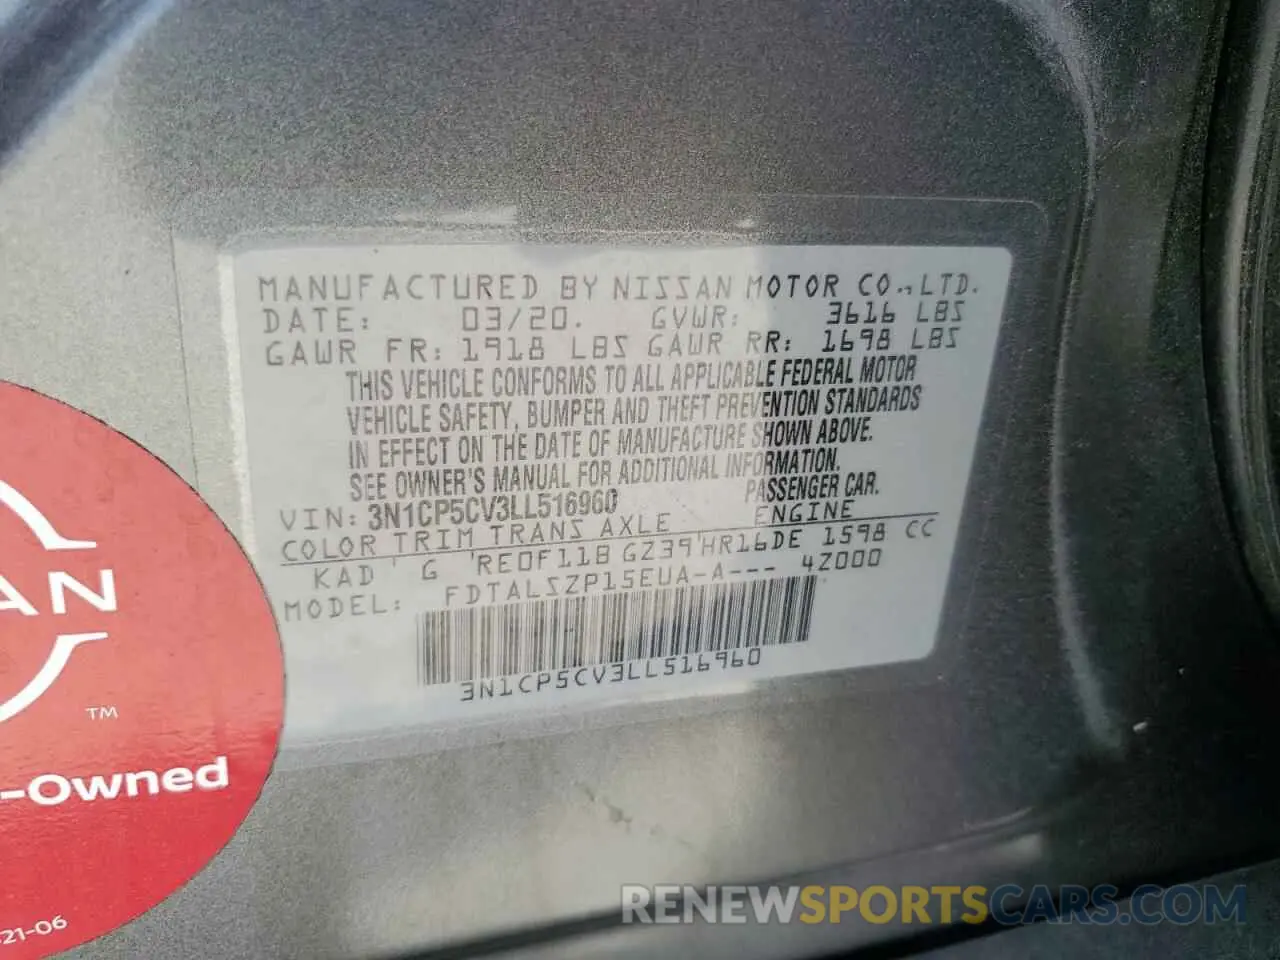 MANUFACTURED BY NISSAN MOTOR CO., LTD.
DATE: 03/20. GVWR: 3616 LBS
GAWR FR: 1918 LBS GAWR RR: 1698 LBS
THIS VEHICLE CONFORMS TO ALL APPLICABLE FEDERAL MOTOR
VEHICLE SAFETY, BUMPER AND THEFT PREVENTION STANDARDS
IN EFFECT ON THE DATE OF MANUFACTURE SHOWN ABOVE.
SEE OWNER'S MANUAL FOR ADDITIONAL INFORMATION.
VIN: 3N1CP5CV3LL516960 PASSENGER CAR.
COLOR TRIM TRANS AXLE ENGINE
KAD G RE0F11B GZ39 HR16DE 1598 CC
MODEL: FDTALSZP15EUA-A--- 4Z000
3N1CP5CV3LL516960
AN
TM
-Owned
21-06
RENEWSPORTSCARS.COM